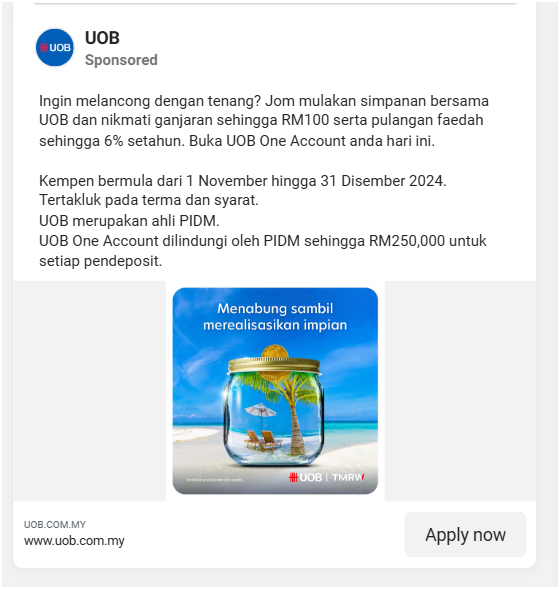 UOB
UOB
Sponsored
Ingin melancong dengan tenang? Jom mulakan simpanan bersama
UOB dan nikmati ganjaran sehingga RM100 serta pulangan faedah
sehingga 6% setahun. Buka UOB One Account anda hari ini.
Kempen bermula dari 1 November hingga 31 Disember 2024.
Tertakluk pada terma dan syarat.
UOB merupakan ahli PIDM.
UOB One Account dilindungi oleh PIDM sehingga RM250,000 untuk
setiap pendeposit.
Menabung sambil
merealisasikan impian
UOB | TMRW
UOB.COM.MY
www.uob.com.my
Apply now